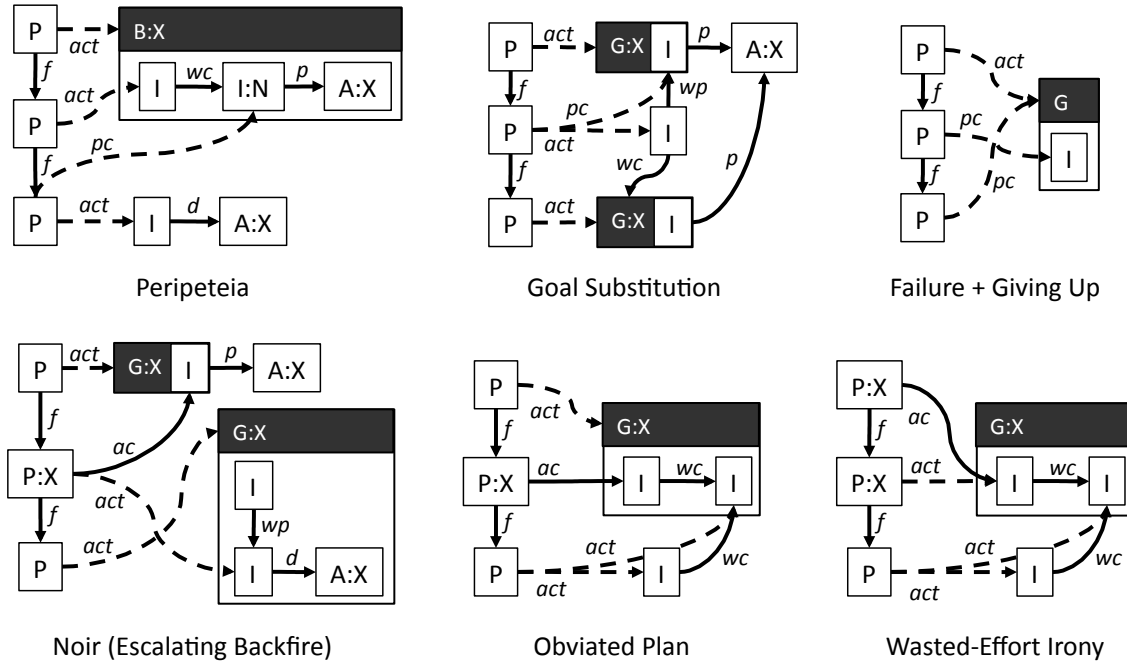 P
act
B:X
f
act
I
wc
I:N
p
A:X
P
pc
f
P
act
I
d
A:X
Peripeteia
P
act
G:X
I
p
A:X
f
wp
pc
P
act
I
wc
p
f
P
act
G:X
I
Goal Substitution
P
act
f
G
P
pc
I
f
pc
P
Failure + Giving Up
P
act
G:X
I
p
A:X
f
ac
G:X
P:X
act
I
f
wp
act
P
I
d
A:X
Noir (Escalating Backfire)
P
act
f
G:X
P:X
ac
I
wc
I
f
act
P
act
I
wc
Obviated Plan
P:X
ac
f
G:X
P:X
act
I
wc
I
f
act
P
act
I
wc
Wasted-Effort Irony